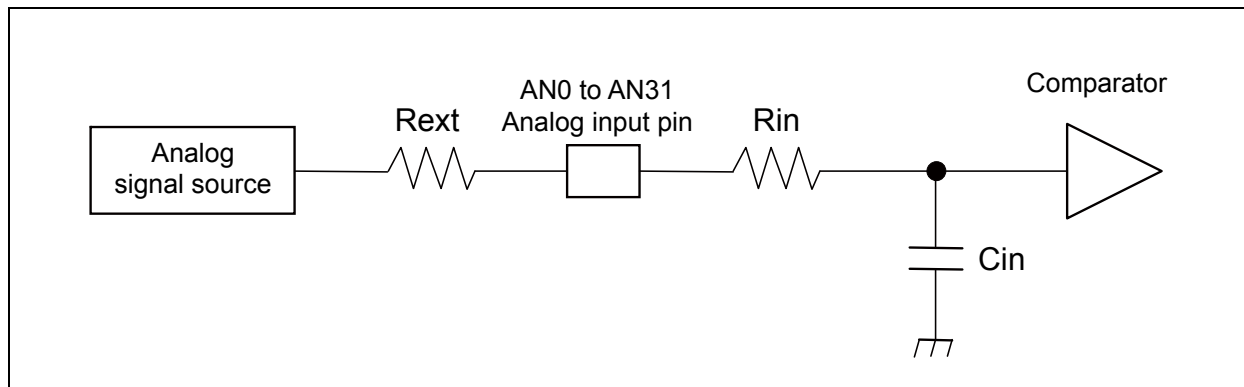 Analog
signal source
Rext
AN0 to AN31
Analog input pin
Rin
Comparator
Cin